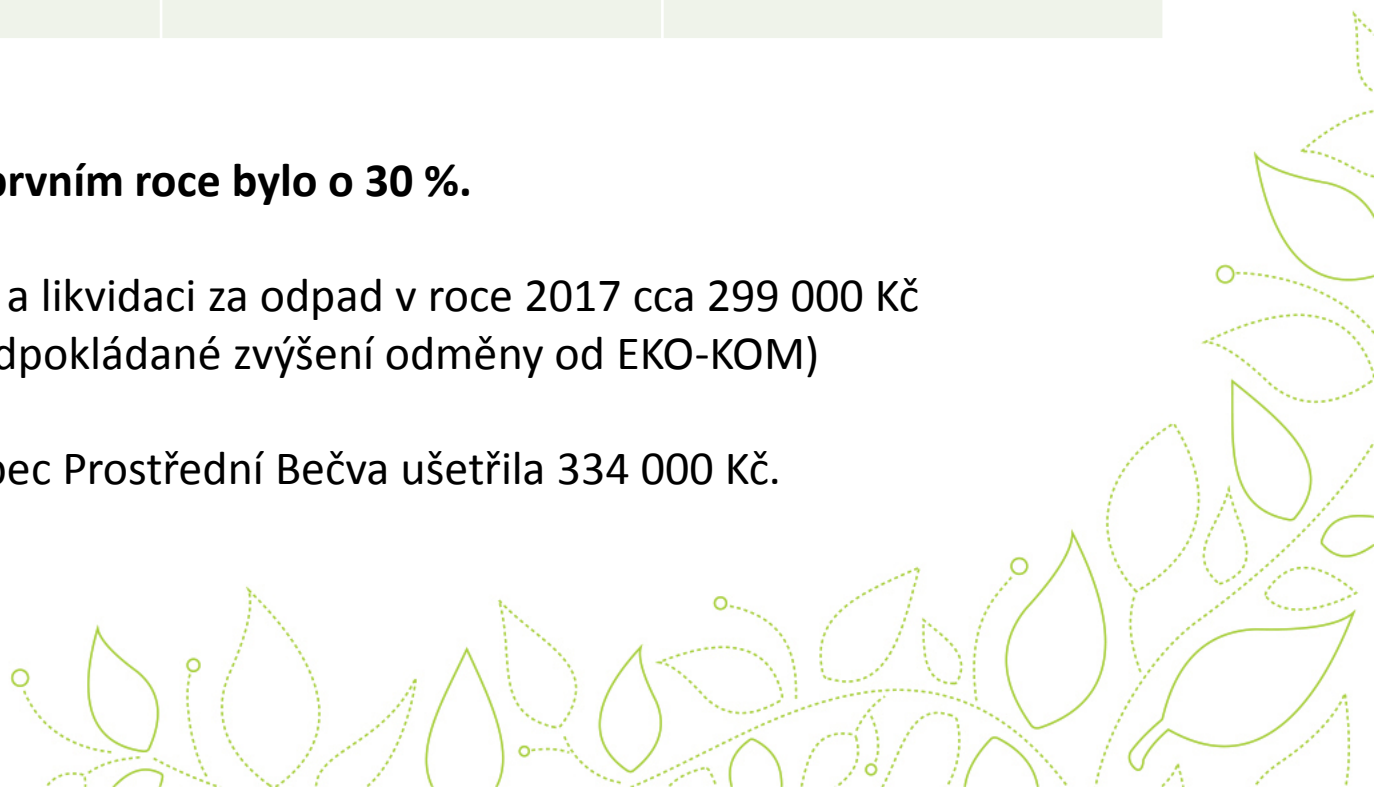 prvním roce bylo o 30 %.
a likvidaci za odpad v roce 2017 cca 299 000 Kč
dpokládané zvýšení odměny od EKO-KOM)
bec Prostřední Bečva ušetřila 334 000 Kč.